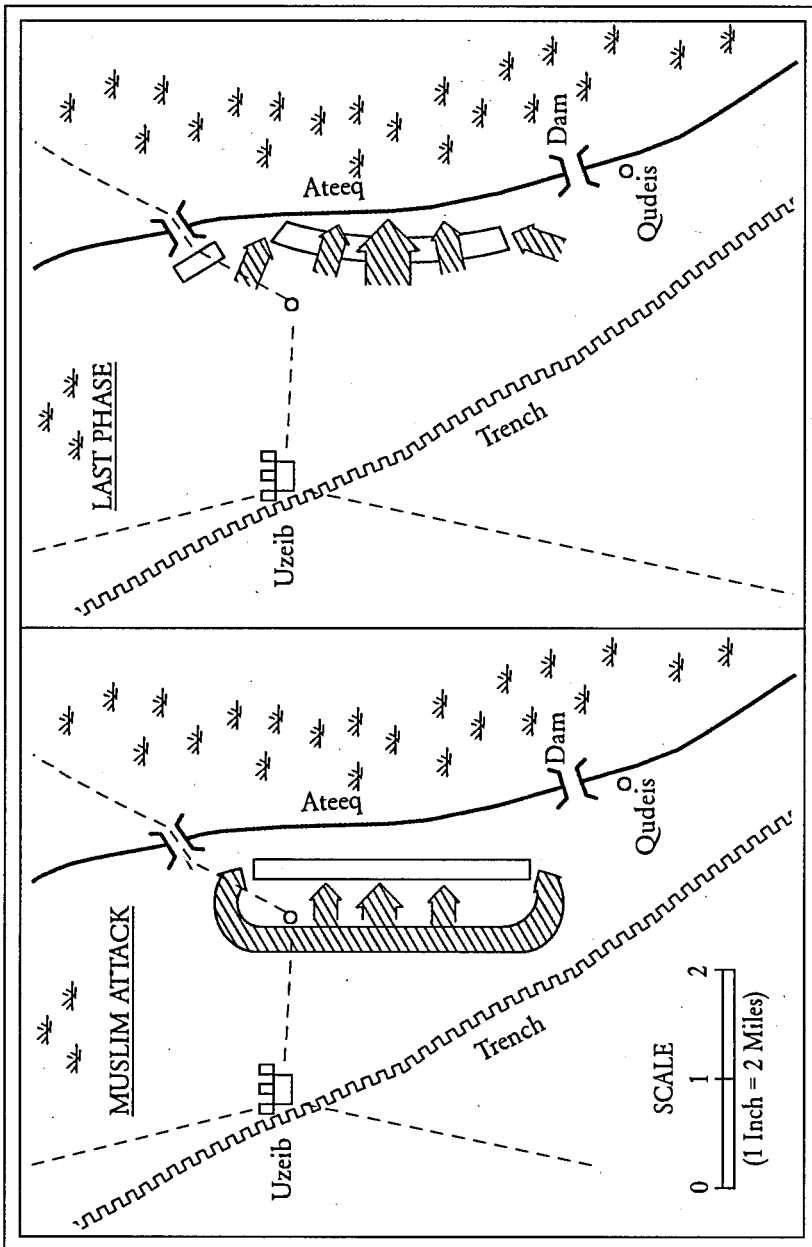 MUSLIM ATTACK
Uzeib
Ateeq
Dam
Qudeis
Trench
SCALE
0 1 2
(1 Inch = 2 Miles)
LAST PHASE
Uzeib
Ateeq
Dam
Qudeis
Trench